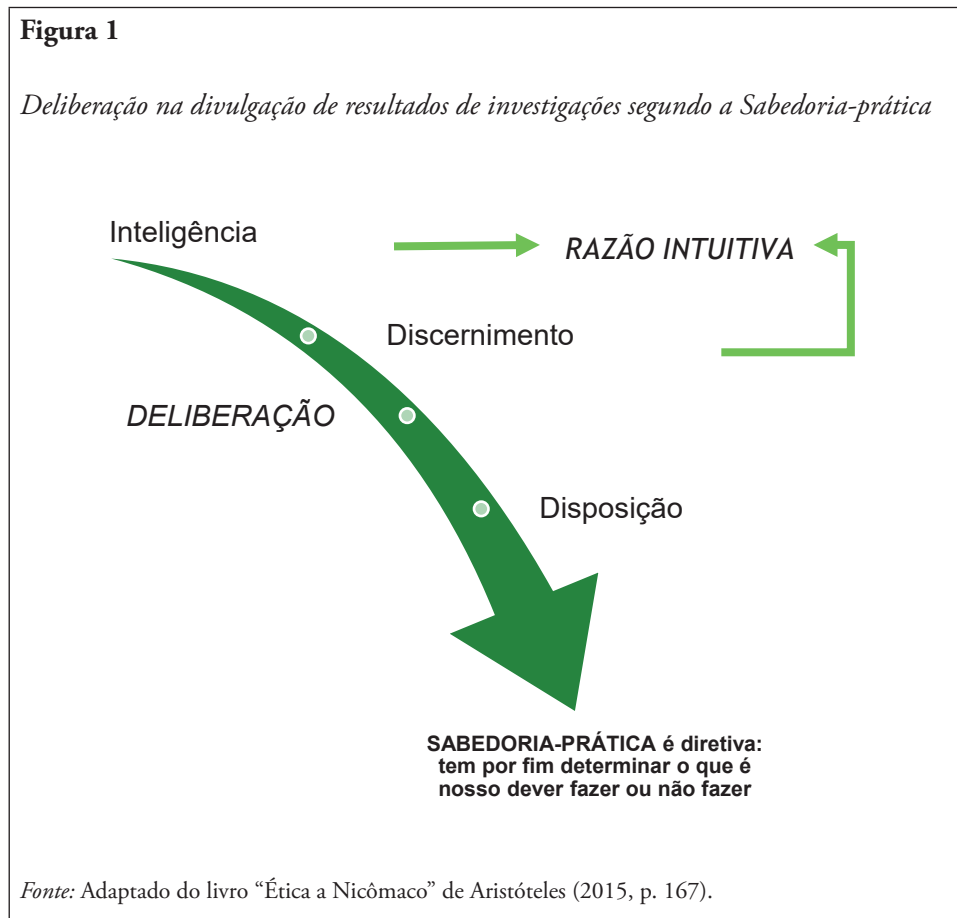 Figura 1
Deliberação na divulgação de resultados de investigações segundo a Sabedoria-prática
Inteligência
RAZÃO INTUITIVA
Discernimento
DELIBERAÇÃO
Disposição
SABEDORIA-PRÁTICA é diretiva:
tem por fim determinar o que é
nosso dever fazer ou não fazer
Fonte: Adaptado do livro “Ética a Nicômaco” de Aristóteles (2015, p. 167).